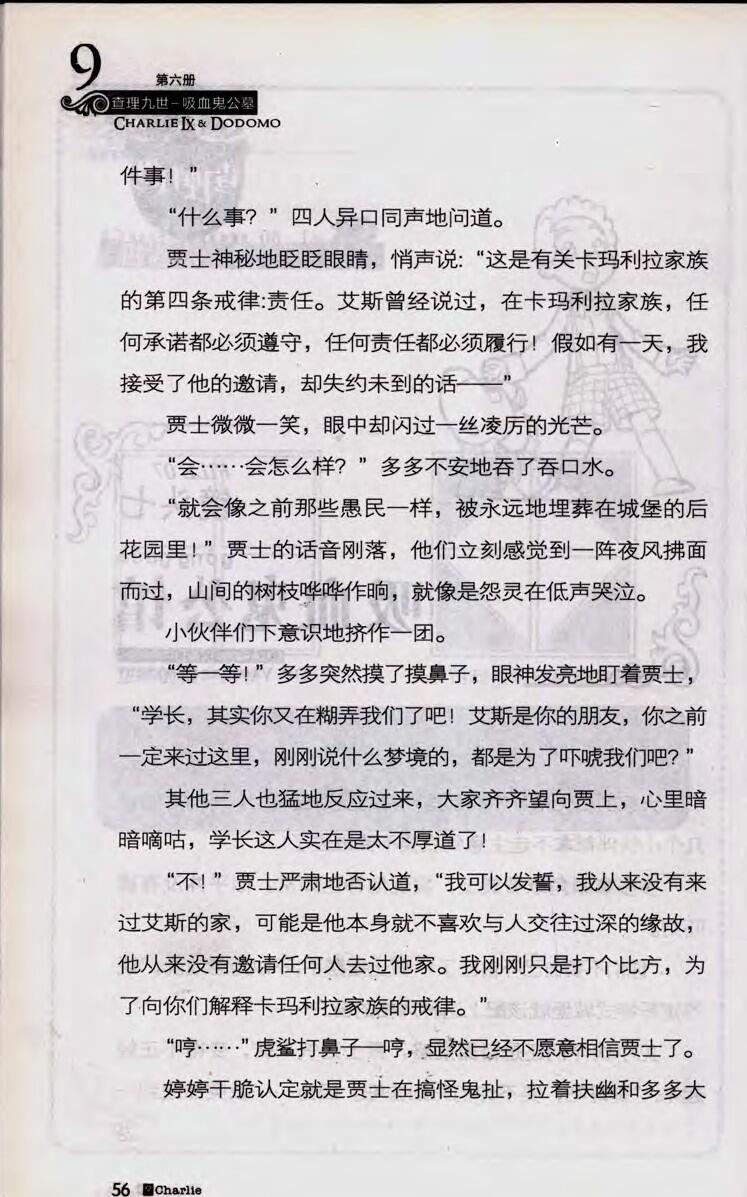 9
第六册
查理九世-吸血鬼公墓
CHARLIE IX & DODOMO
件事！”
“什么事？”四人异口同声地问道。
贾士神秘地眨眨眼睛，悄声说：“这是有关卡玛利拉家族
的第四条戒律:责任。艾斯曾经说过，在卡玛利拉家族，任
何承诺都必须遵守，任何责任都必须履行！假如有一天，我
接受了他的邀请，却失约未到的话——”
贾士微微一笑，眼中却闪过一丝凌厉的光芒。
“会……会怎么样？”多多不安地吞了吞口水。
“就会像之前那些愚民一样，被永远地埋葬在城堡的后
花园里！”贾士的话音刚落，他们立刻感觉到一阵夜风拂面
而过，山间的树枝哗哗作响，就像是怨灵在低声哭泣。
小伙伴们下意识地挤作一团。
“等一等！”多多突然摸了摸鼻子，眼神发亮地盯着贾士，
“学长，其实你又在糊弄我们了吧！艾斯是你的朋友，你之前
一定来过这里，刚刚说什么梦境的，都是为了吓唬我们吧？”
其他三人也猛地反应过来，大家齐齐望向贾上，心里暗
暗嘀咕，学长这人实在是太不厚道了！
“不！”贾士严肃地否认道，“我可以发誓，我从来没有来
过艾斯的家，可能是他本身就不喜欢与人交往过深的缘故，
他从来没有邀请任何人去过他家。我刚刚只是打个比方，为
了向你们解释卡玛利拉家族的戒律。”
“哼……”虎鲨打鼻子一哼，显然已经不愿意相信贾士了。
婷婷干脆认定就是贾士在搞怪鬼扯，拉着扶幽和多多大
56 Charlie